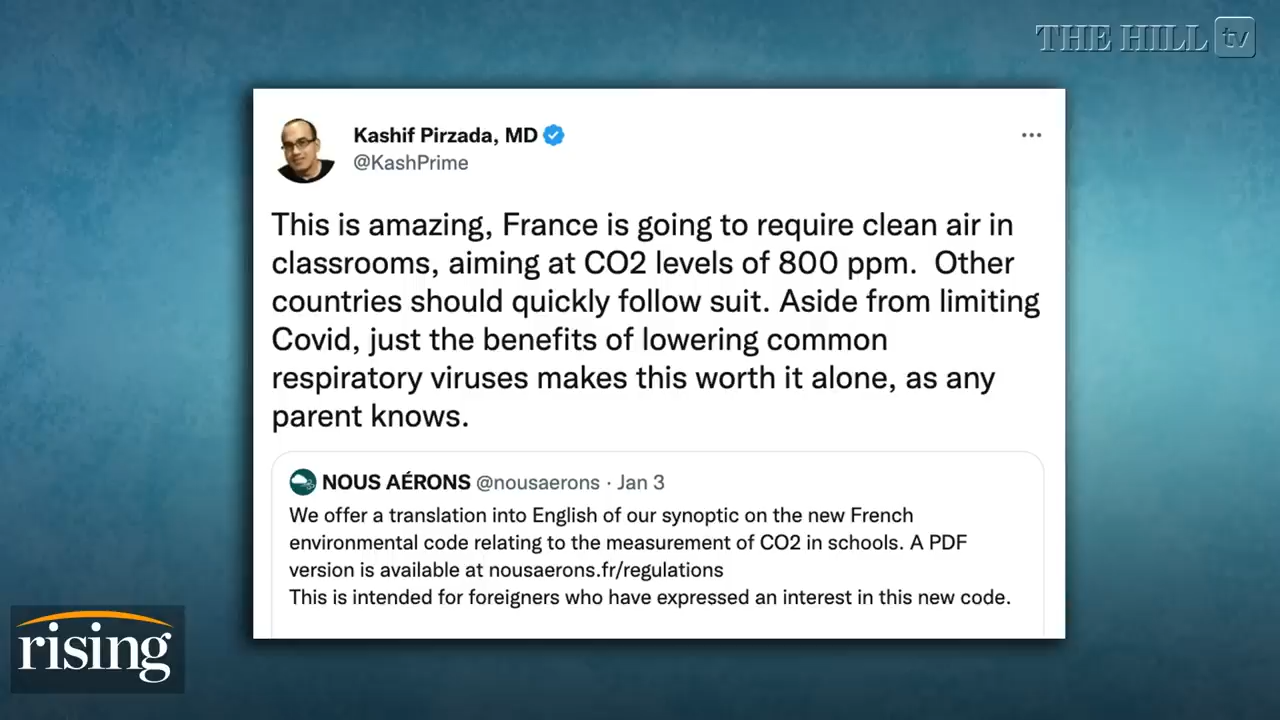 THE HILL tv
Kashif Pirzada, MD
@KashPrime
This is amazing, France is going to require clean air in
classrooms, aiming at CO2 levels of 800 ppm.  Other
countries should quickly follow suit. Aside from limiting
Covid, just the benefits of lowering common
respiratory viruses makes this worth it alone, as any
parent knows.
NOUS AÉRONS @nousaerons · Jan 3
We offer a translation into English of our synoptic on the new French
environmental code relating to the measurement of CO2 in schools. A PDF
version is available at nousaerons.fr/regulations
This is intended for foreigners who have expressed an interest in this new code.
rising